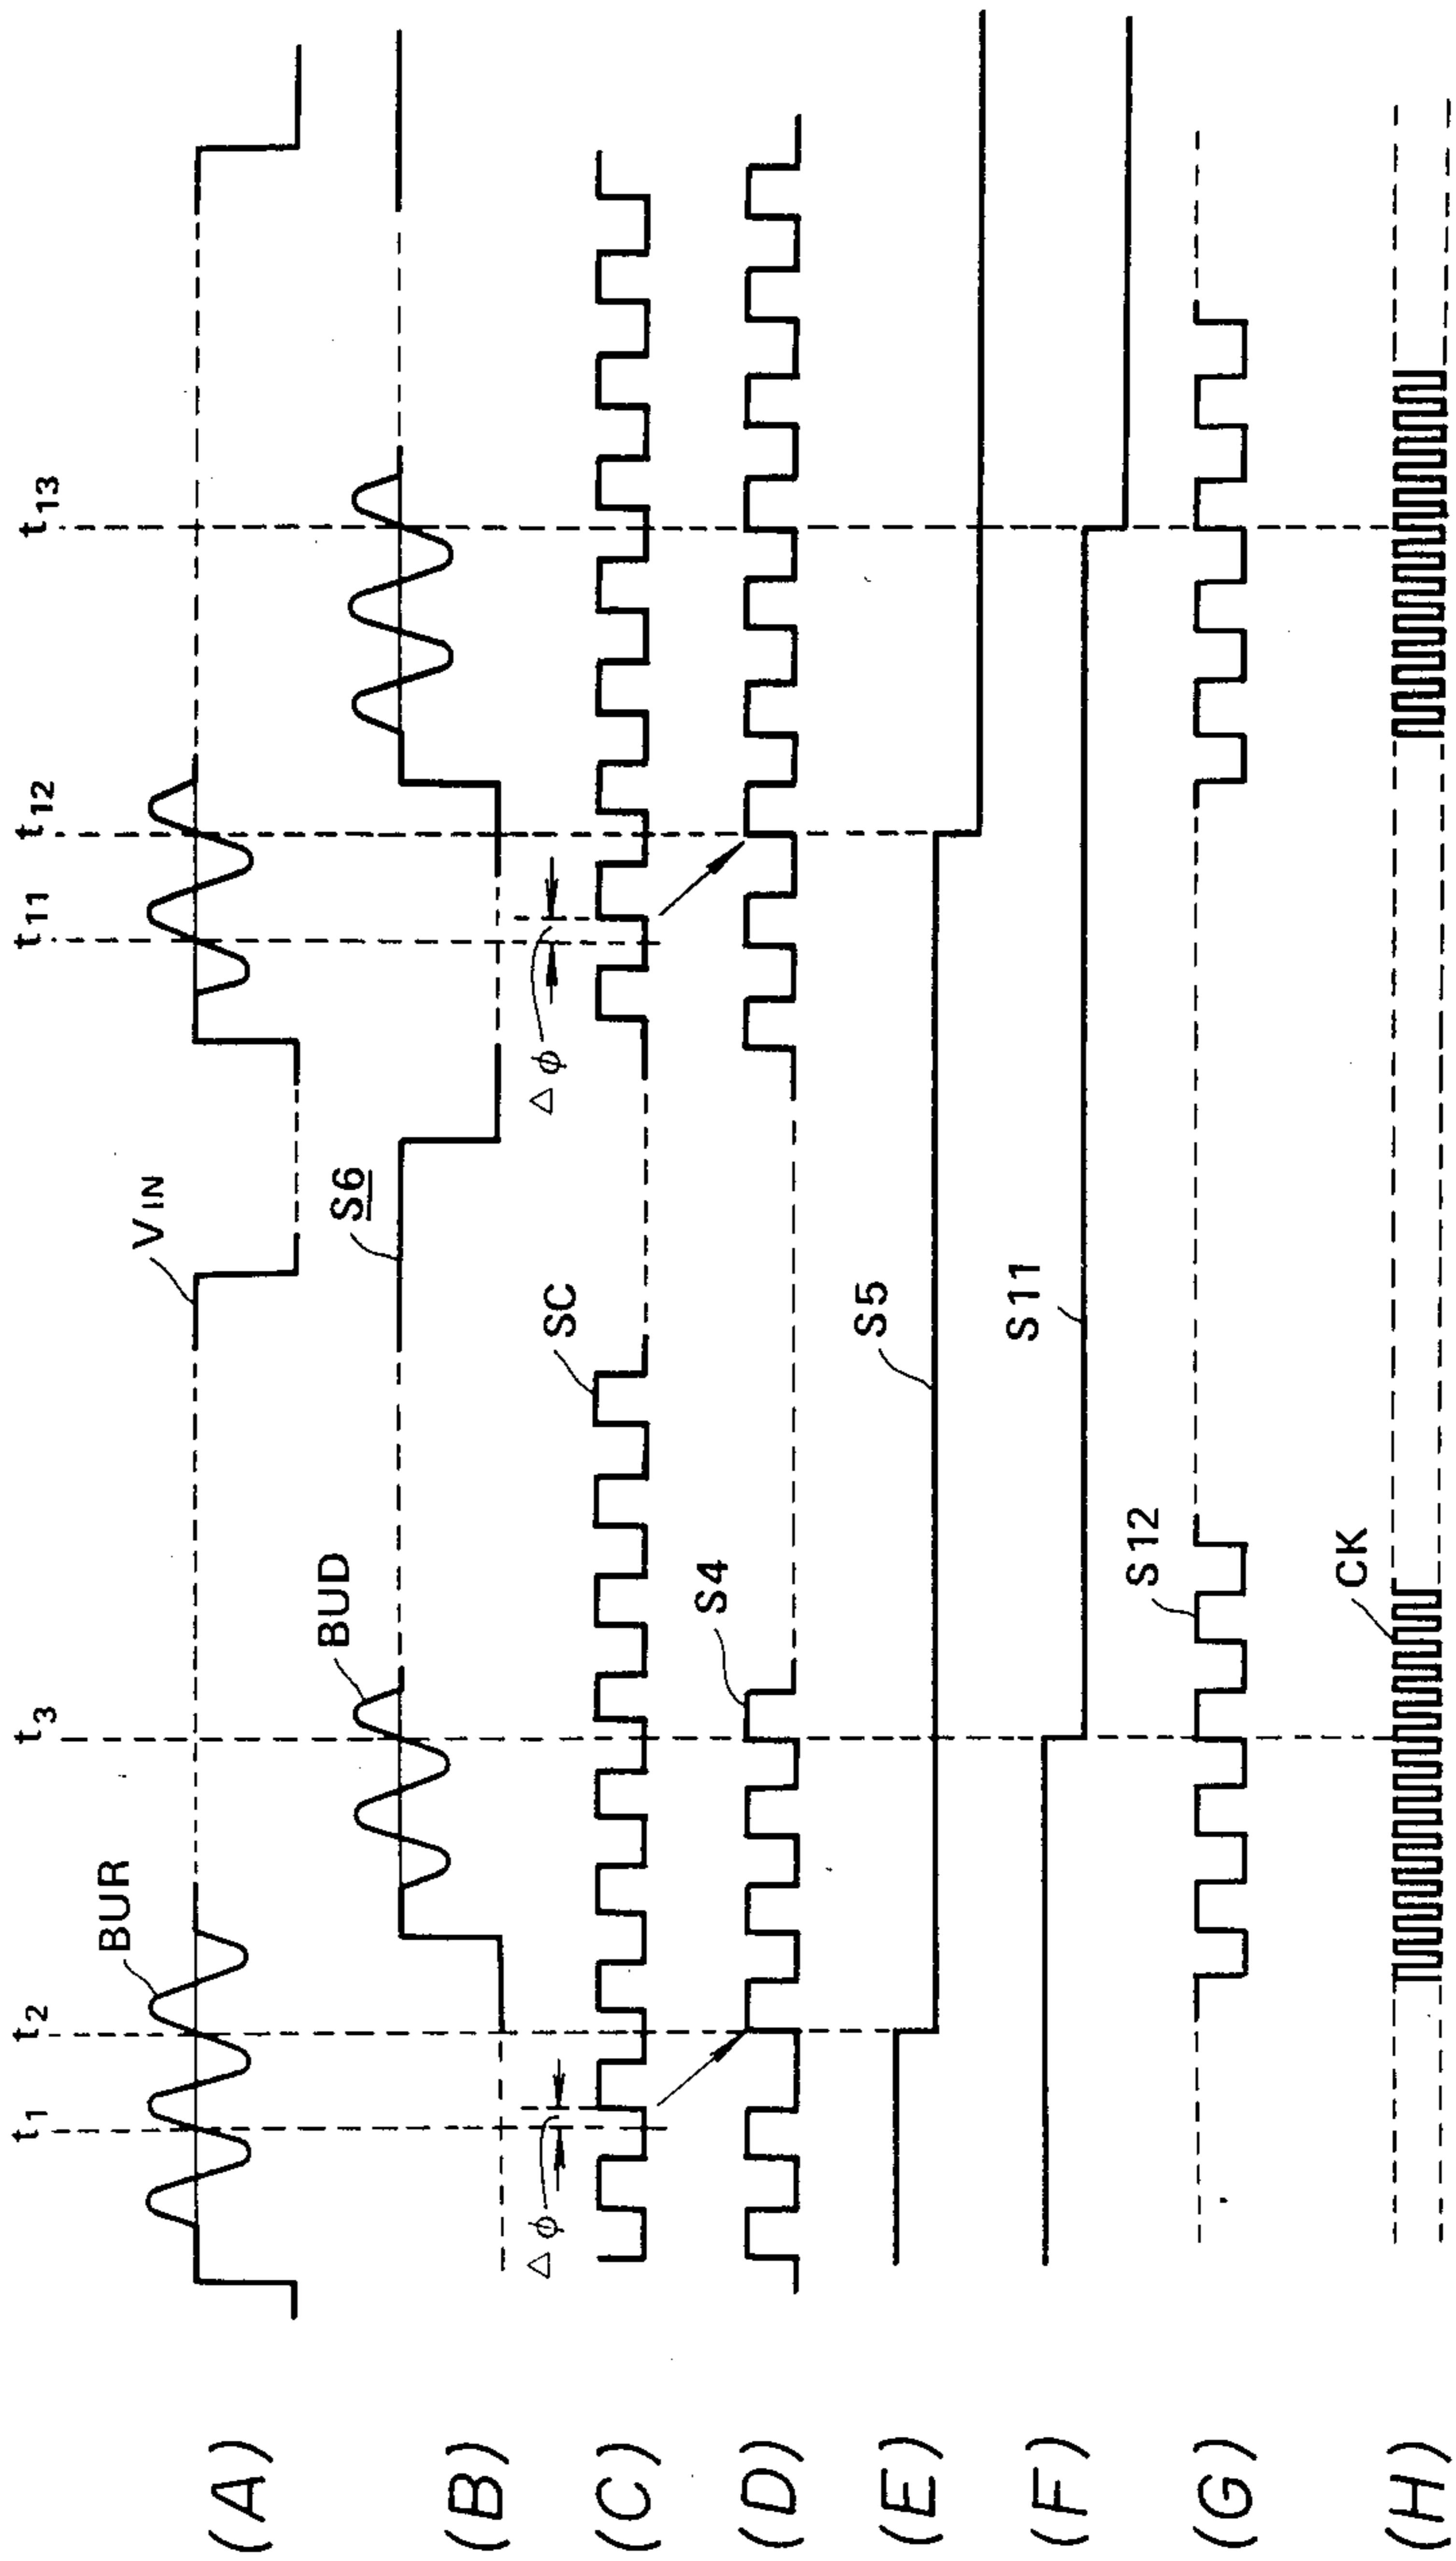 t1 t2 t3 t11 t12 t13
(A) BUR VIN
(B) BUD S6
Δφ Δφ
(C) SC
(D) S4
(E) S5
(F) S11
(G) S12
(H) CK